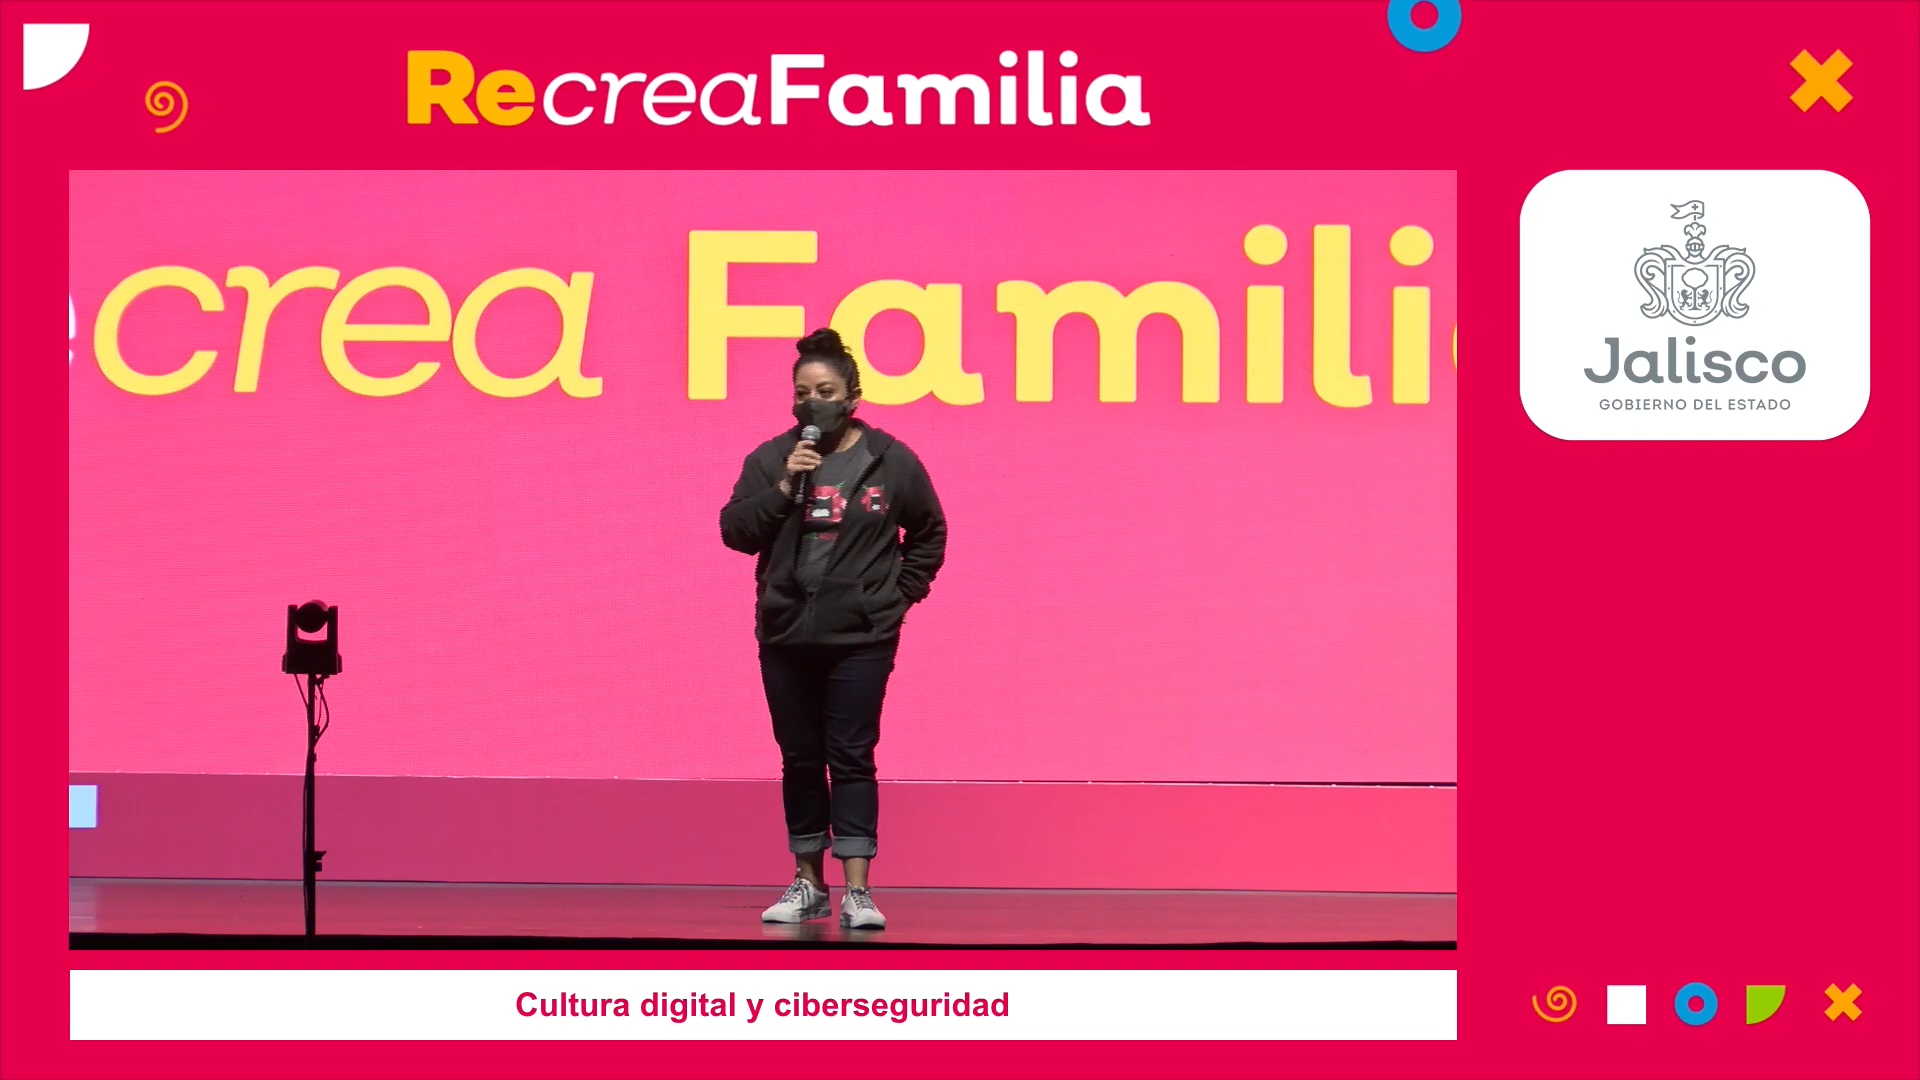 RecreaFamilia
crea Famili
Jalisco
GOBIERNO DEL ESTADO
Cultura digital y ciberseguridad